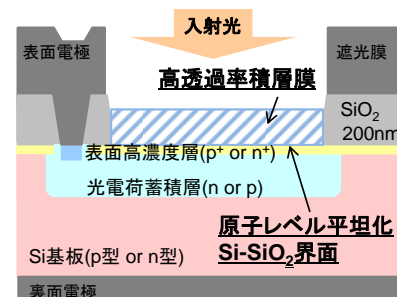 入射光
表面電極
遮光膜
高透過率積層膜
SiO2
200nm
表面高濃度層(p+ or n+)
光電荷蓄積層(n or p)
原子レベル平坦化
Si-SiO2界面
Si基板(p型 or n型)
裏面電極